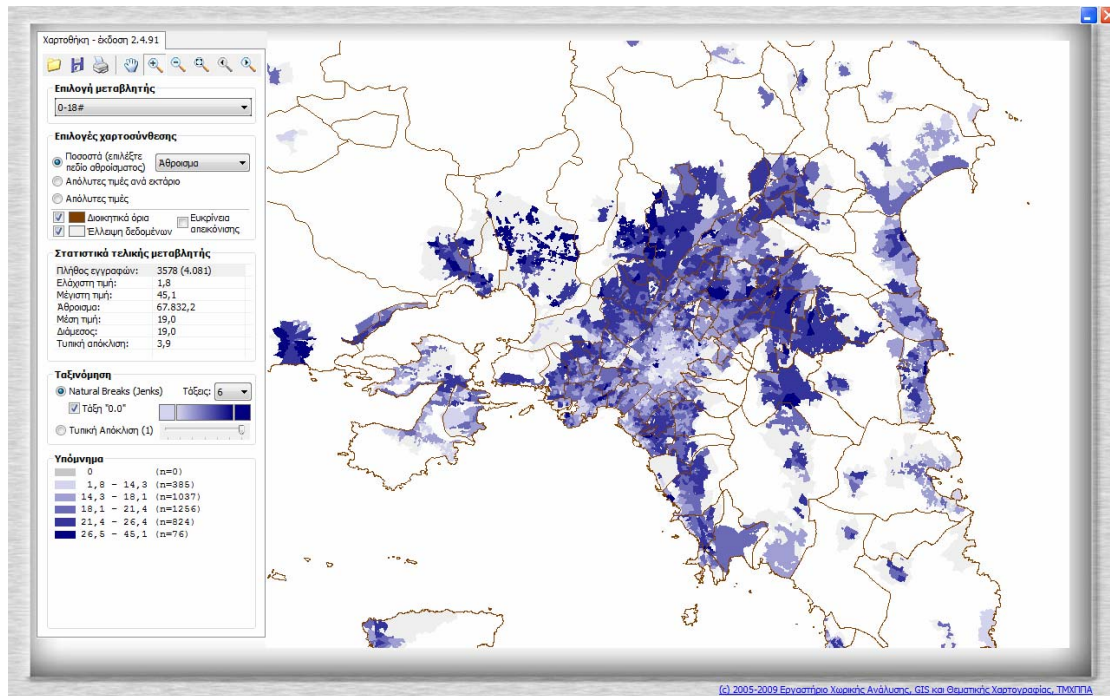 Χαρτοθήκη - έκδοση 2.4.91
Επιλογή μεταβλητής
0-18#
Επιλογές χαρτοσύνθεσης
Ποσοστά (επιλέξτε
πεδίο αθροίσματος)
Άθροισμα
Απόλυτες τιμές ανά εκτάριο
Απόλυτες τιμές
Διοικητικά όρια
Έλλειψη δεδομένων
Ευκρίνεια
απεικόνισης
Στατιστικά τελικής μεταβλητής
Πλήθος εγγραφών: 3578 (4.081)
Ελάχιστη τιμή: 1,8
Μέγιστη τιμή: 45,1
Άθροισμα: 67.832,2
Μέση τιμή: 19,0
Διάμεσος: 19,0
Τυπική απόκλιση: 3,9
Ταξινόμηση
Natural Breaks (Jenks) Τάξεις: 6
Τάξη "0.0"
Τυπική Απόκλιση (1)
Υπόμνημα
0 (n=0)
1,8 - 14,3 (n=385)
14,3 - 18,1 (n=1037)
18,1 - 21,4 (n=1256)
21,4 - 26,4 (n=824)
26,5 - 45,1 (n=76)
(c) 2005-2009 Εργαστήριο Χωρικής Ανάλυσης, GIS και Θεματικής Χαρτογραφίας, ΤΜΧΠΠΑ